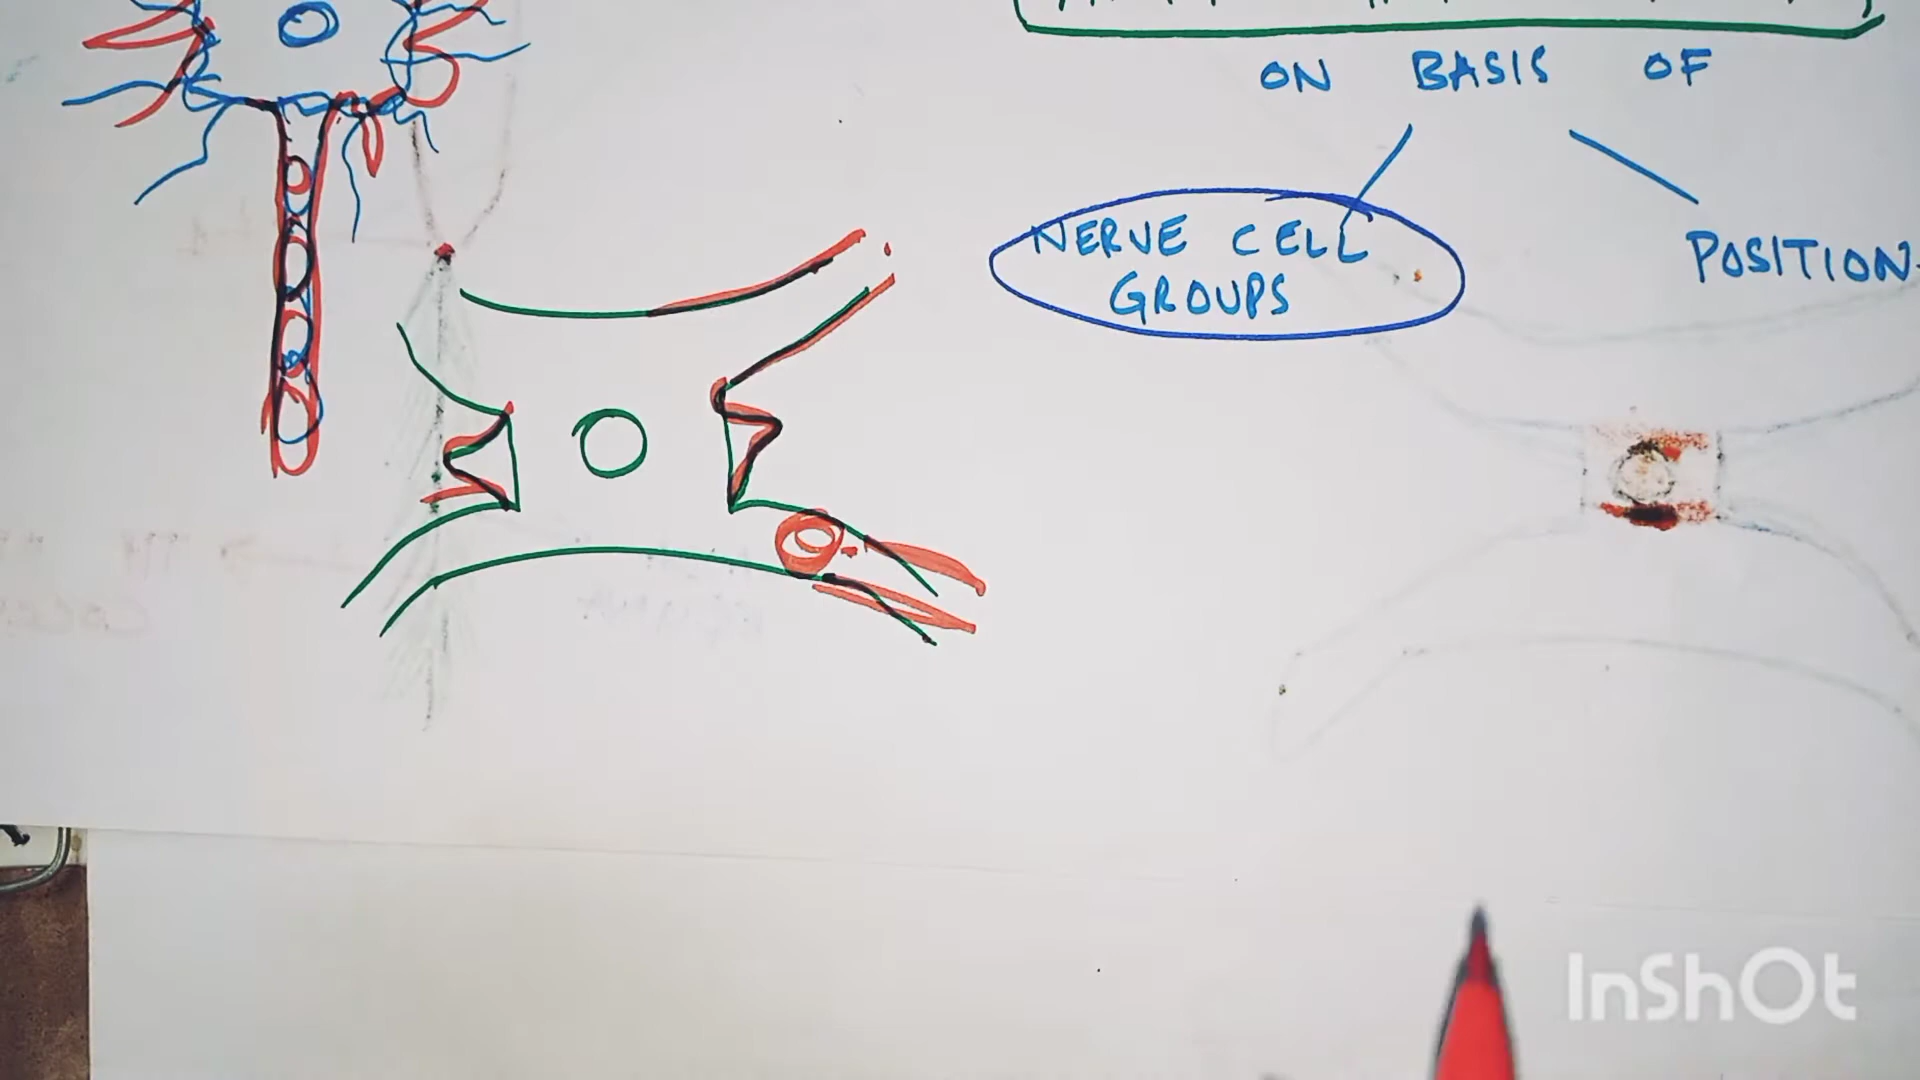 ON BASIS OF
NERVE CELL
GROUPS
POSITION
InShOt